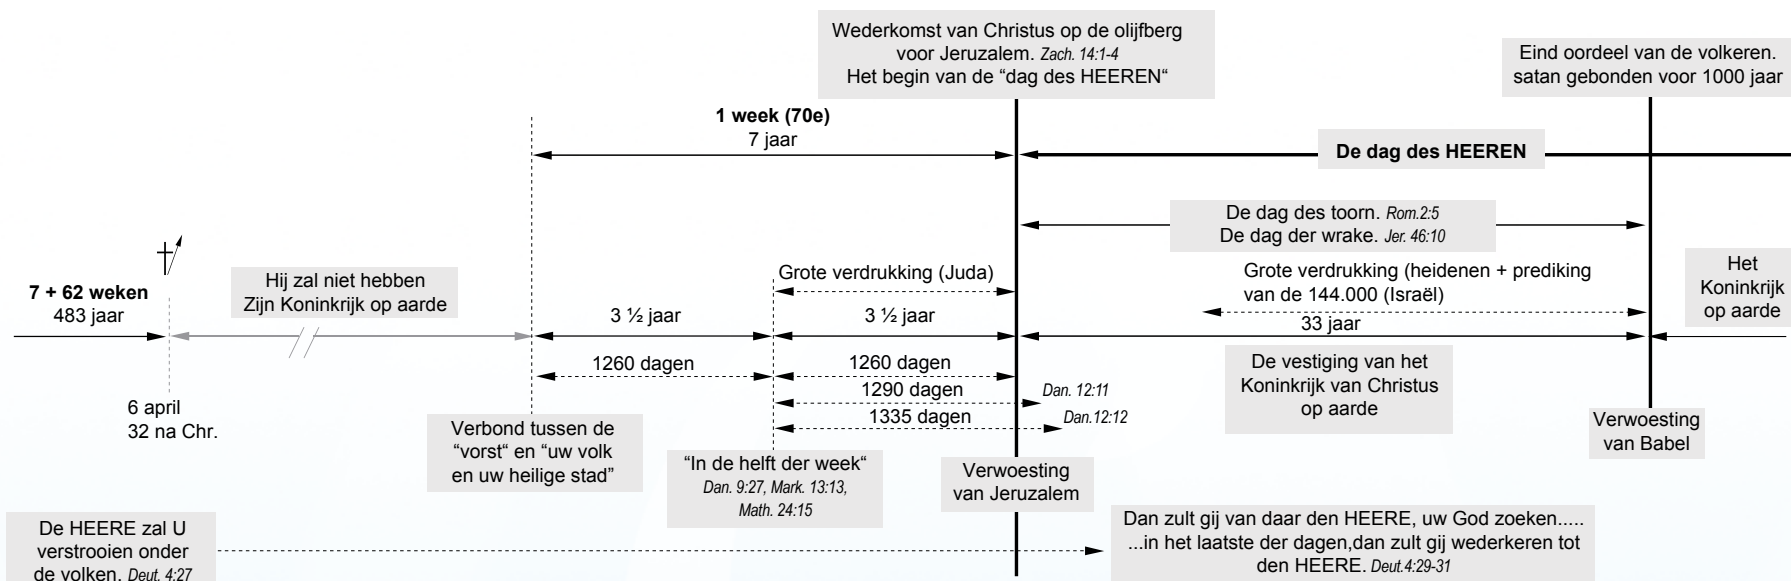 Wederkomst van Christus op de olijfberg
voor Jeruzalem. Zach. 14:1-4
Het begin van de “dag des HEEREN“
Eind oordeel van de volkeren.
satan gebonden voor 1000 jaar
1 week (70e)
7 jaar
De dag des HEEREN
De dag des toorn. Rom.2:5
De dag der wrake. Jer. 46:10
7 + 62 weken
483 jaar
Hij zal niet hebben
Zijn Koninkrijk op aarde
Grote verdrukking (Juda)
Grote verdrukking (heidenen + prediking
van de 144.000 (Israël)
Het
Koninkrijk
op aarde
3 ½ jaar
3 ½ jaar
33 jaar
1260 dagen
1260 dagen
1290 dagen
Dan. 12:11
1335 dagen
Dan.12:12
De vestiging van het
Koninkrijk van Christus
op aarde
6 april
32 na Chr.
Verbond tussen de
“vorst“ en “uw volk
en uw heilige stad”
“In de helft der week“
Dan. 9:27, Mark. 13:13,
Math. 24:15
Verwoesting
van Jeruzalem
Verwoesting
van Babel
De HEERE zal U
verstrooien onder
de volken. Deut. 4:27
Dan zult gij van daar den HEERE, uw God zoeken.....
...in het laatste der dagen,dan zult gij wederkeren tot
den HEERE. Deut.4:29-31